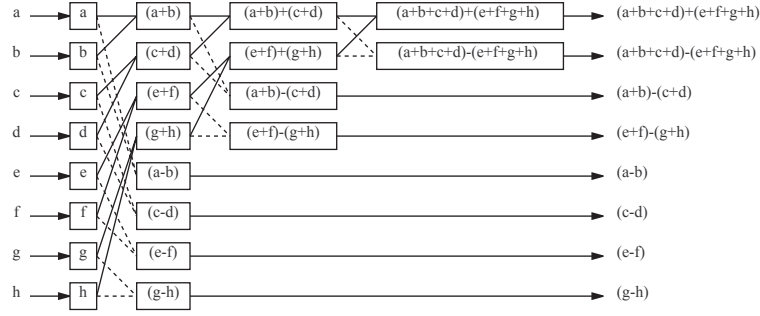 a a (a+b) (a+b)+(c+d) (a+b+c+d)+(e+f+g+h) (a+b+c+d)+(e+f+g+h)
b b (c+d) (e+f)+(g+h) (a+b+c+d)-(e+f+g+h) (a+b+c+d)-(e+f+g+h)
c c (e+f) (a+b)-(c+d) (a+b)-(c+d)
d d (g+h) (e+f)-(g+h) (e+f)-(g+h)
e e (a-b) (a-b)
f f (c-d) (c-d)
g g (e-f) (e-f)
h h (g-h) (g-h)